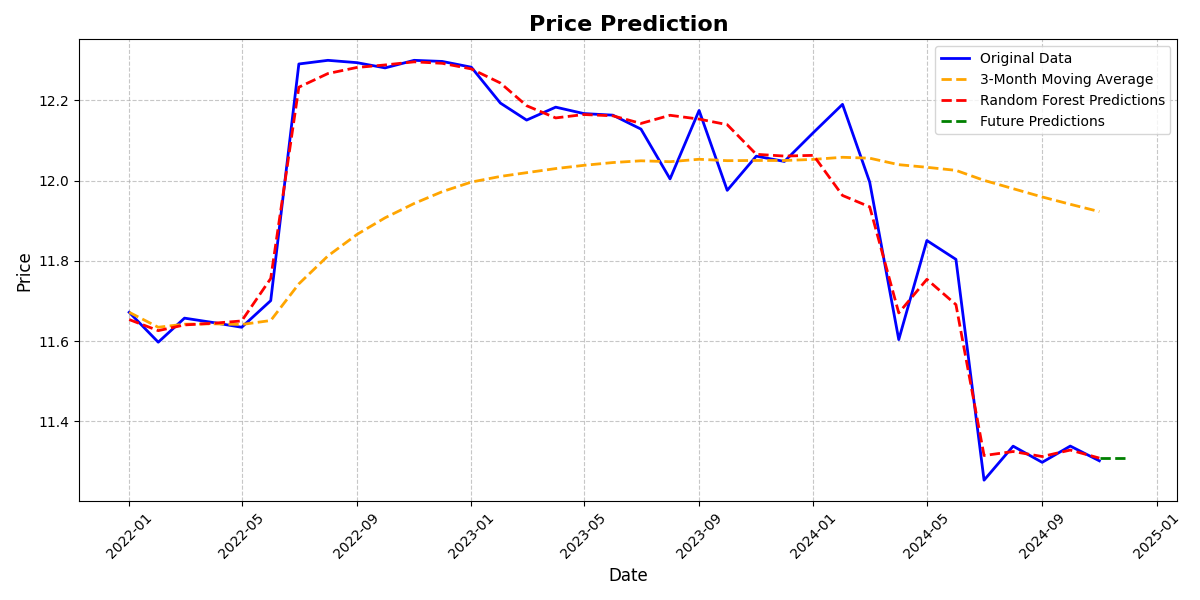 Price Prediction
Original Data
3-Month Moving Average
Random Forest Predictions
Future Predictions
Price
12.2
12.0
11.8
11.6
11.4
2022-01
2022-05
2022-09
2023-01
2023-05
2023-09
2024-01
2024-05
2024-09
2025-01
Date